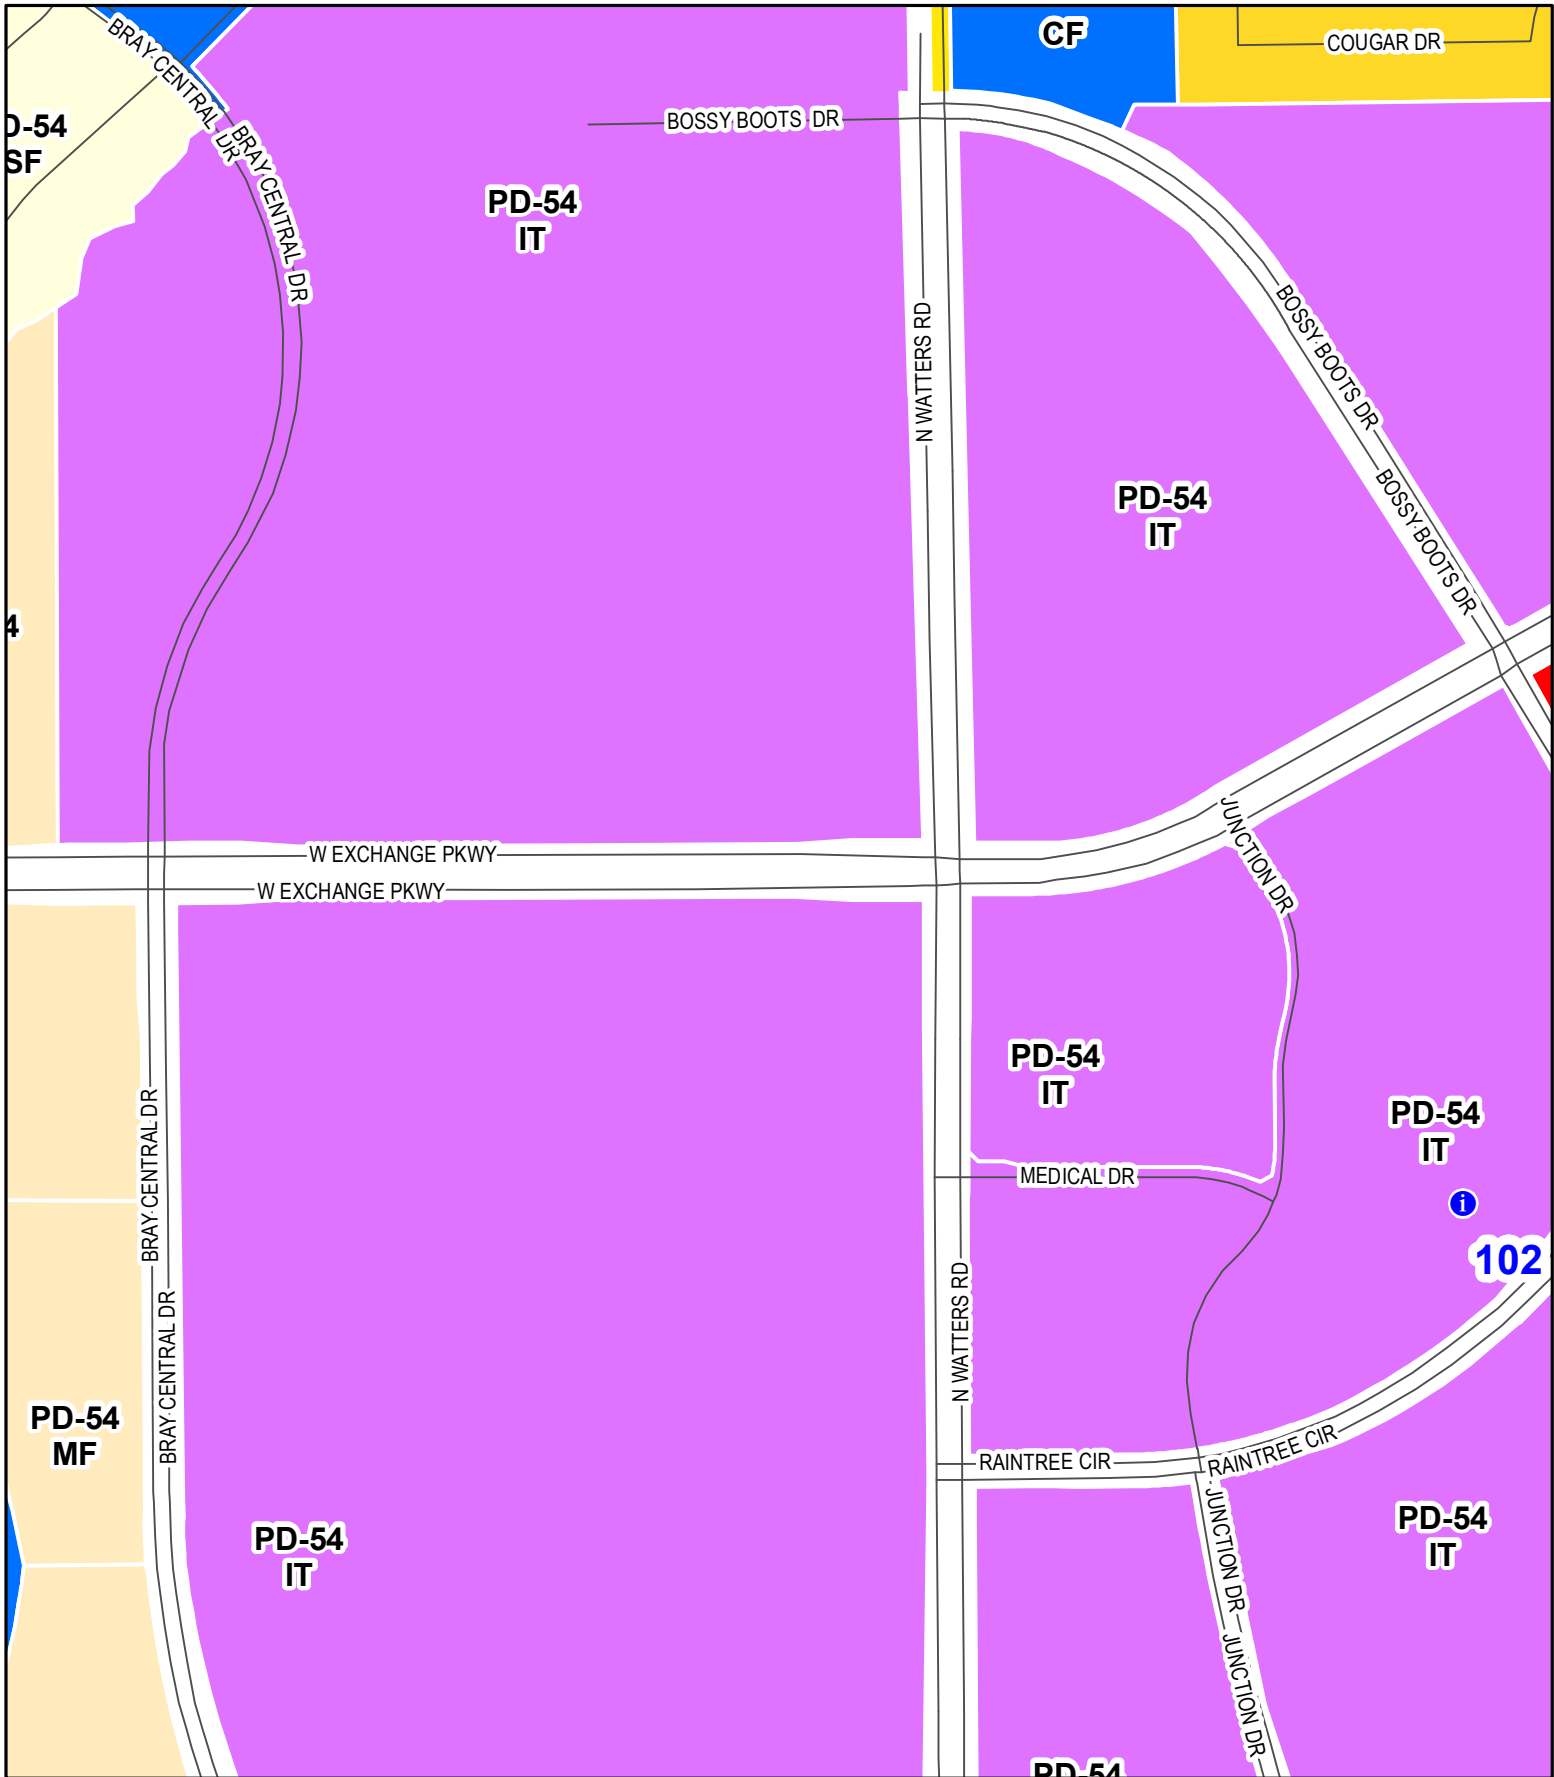 CF
COUGAR DR
BRAY CENTRAL DR
BRAY CENTRAL DR
BOSSY BOOTS DR
D-54
SF
PD-54
IT
N WATTERS RD
BOSSY BOOTS DR
BOSSY BOOTS DR
PD-54
IT
4
W EXCHANGE PKWY
W EXCHANGE PKWY
JUNCTION DR
PD-54
IT
PD-54
IT
MEDICAL DR
BRAY CENTRAL DR
102
BRAY CENTRAL DR
N WATTERS RD
PD-54
MF
RAINTREE CIR
RAINTREE CIR
PD-54
IT
PD-54
IT
JUNCTION DR
JUNCTION DR
PD-54